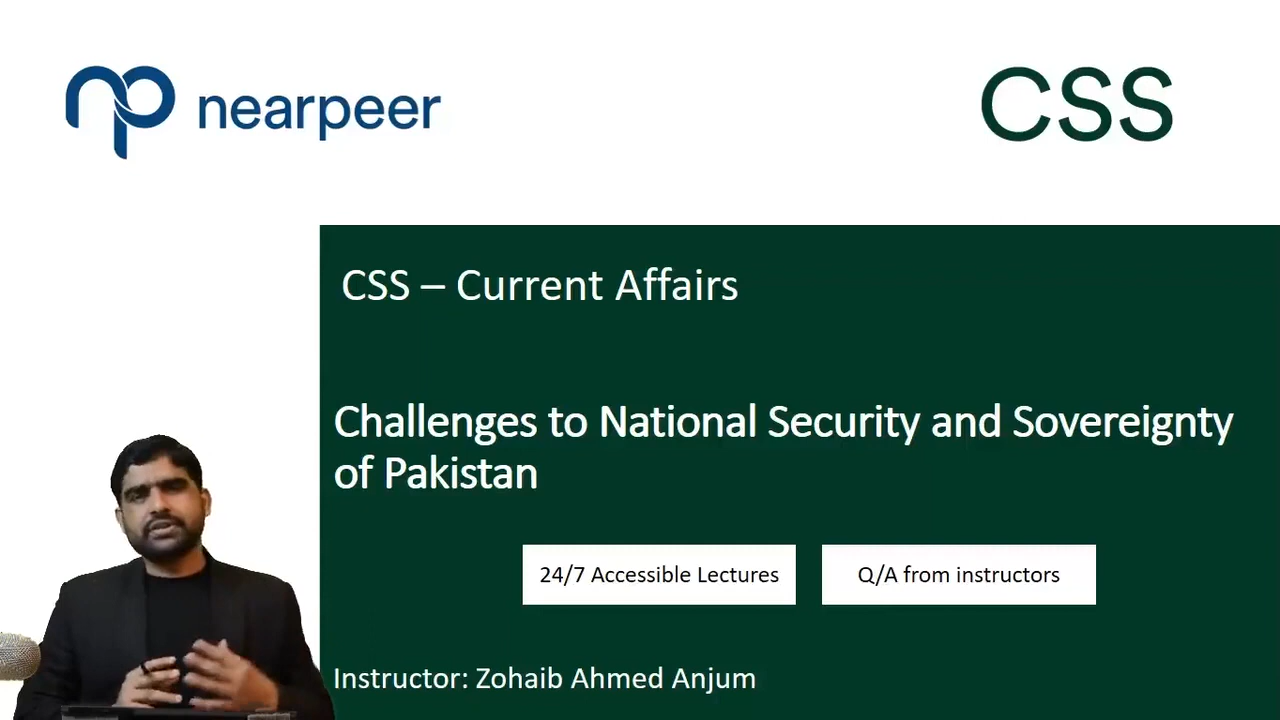 nearpeer
CSS
CSS – Current Affairs
Challenges to National Security and Sovereignty
of Pakistan
24/7 Accessible Lectures
Q/A from instructors
Instructor: Zohaib Ahmed Anjum